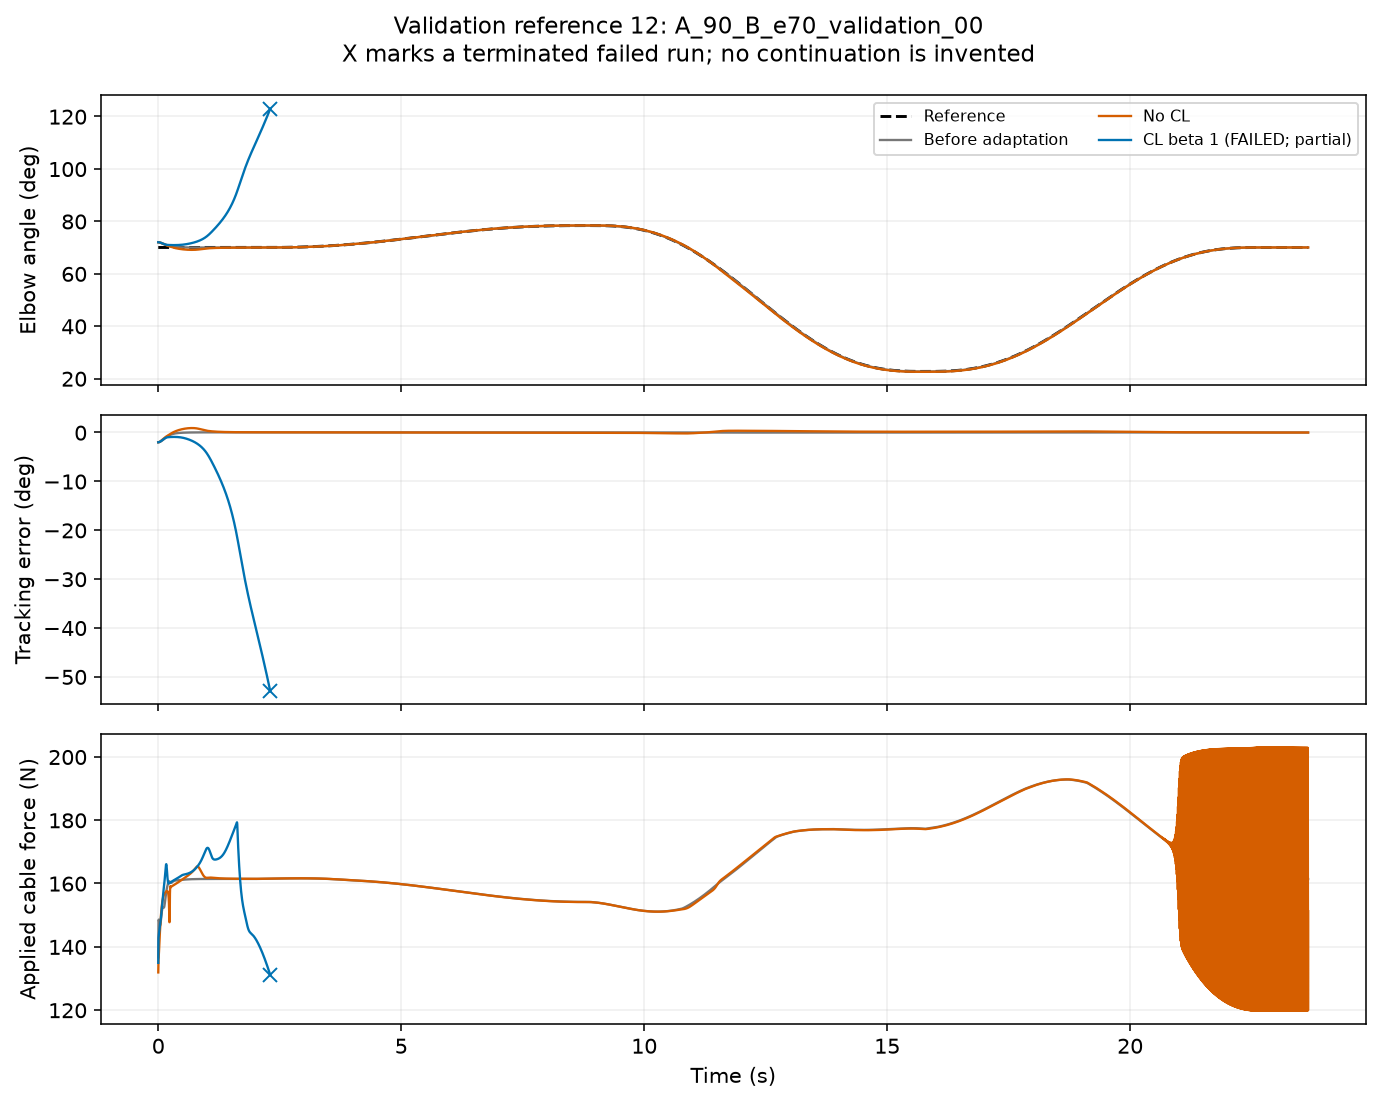 Validation reference 12: A_90_B_e70_validation_00
X marks a terminated failed run; no continuation is invented
Elbow angle (deg)
120
100
80
60
40
20
Reference
Before adaptation
No CL
CL beta 1 (FAILED; partial)
Tracking error (deg)
0
−10
−20
−30
−40
−50
Applied cable force (N)
200
180
160
140
120
0
5
10
15
20
Time (s)